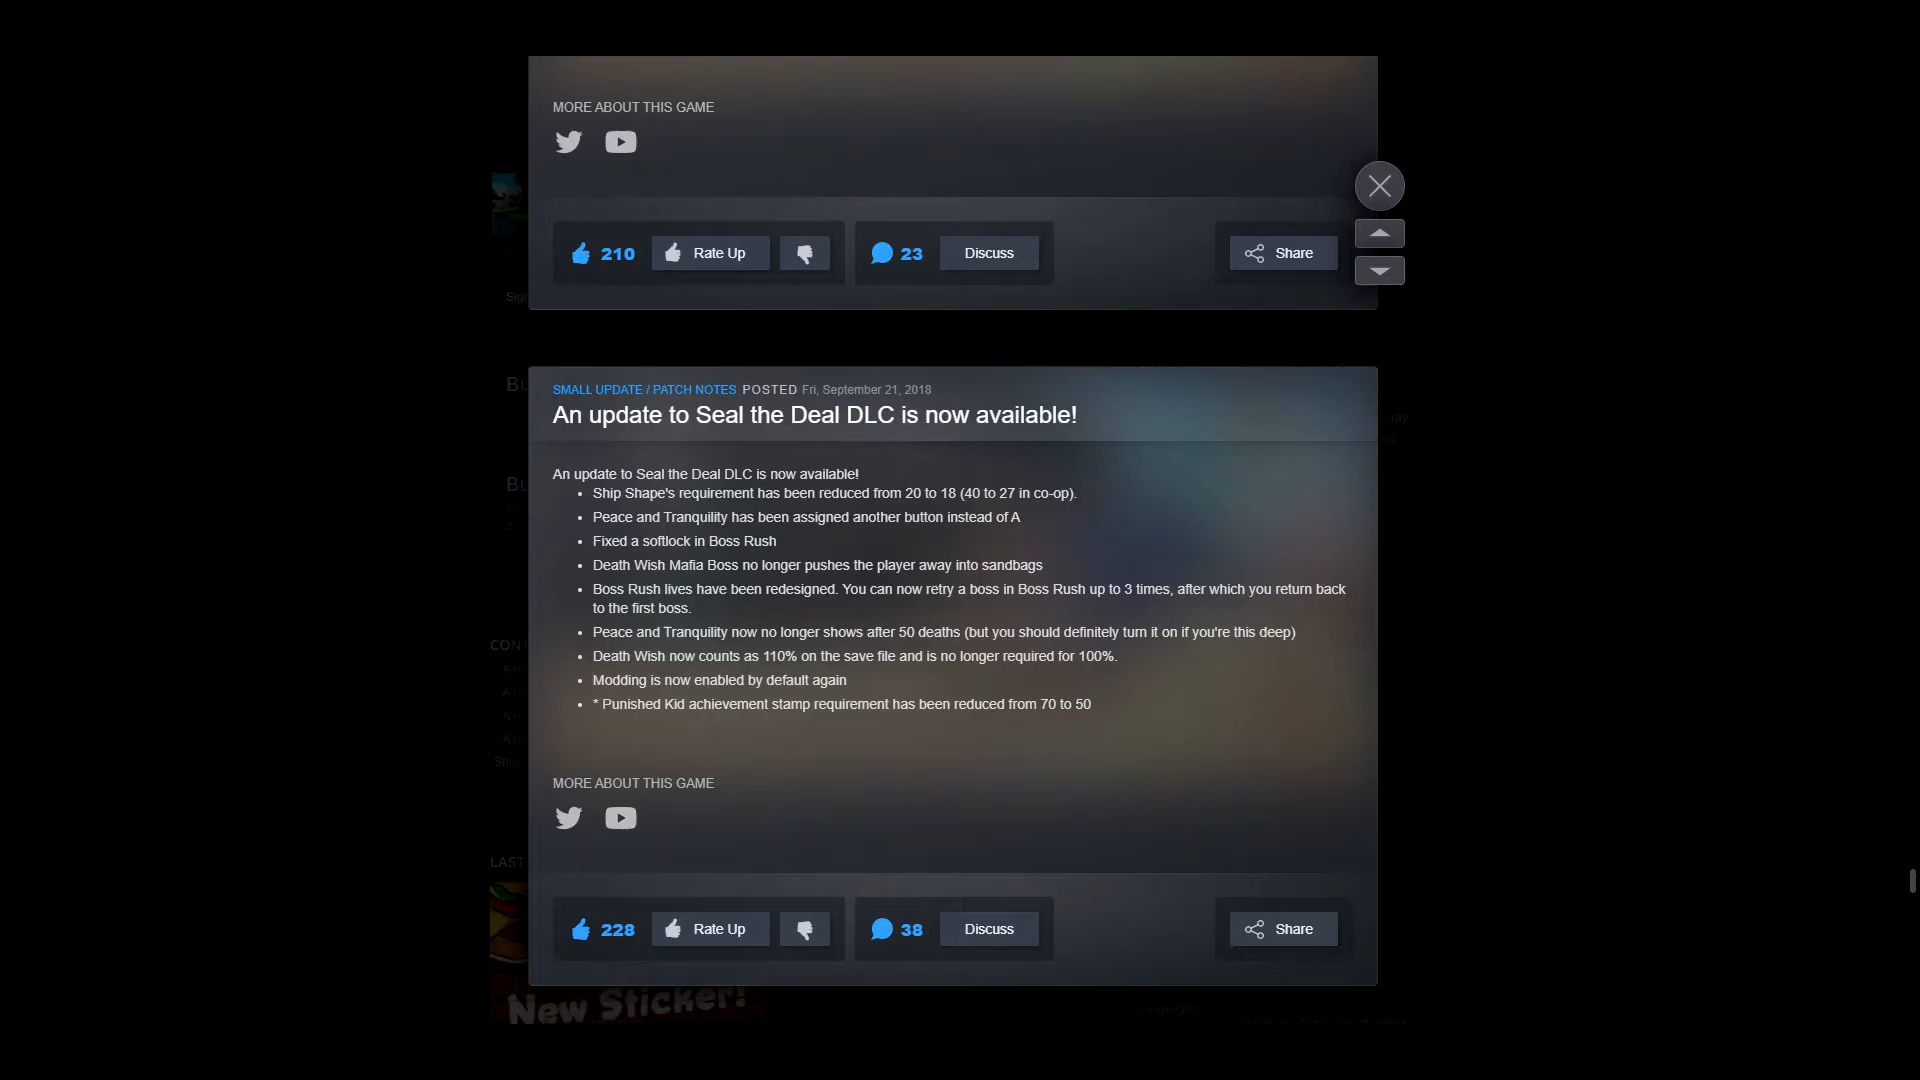 MORE ABOUT THIS GAME
210
Rate Up
23
Discuss
Share
SMALL UPDATE / PATCH NOTES POSTED Fri, September 21, 2018
An update to Seal the Deal DLC is now available!
An update to Seal the Deal DLC is now available!
• Ship Shape's requirement has been reduced from 20 to 18 (40 to 27 in co-op).
• Peace and Tranquility has been assigned another button instead of A
• Fixed a softlock in Boss Rush
• Death Wish Mafia Boss no longer pushes the player away into sandbags
• Boss Rush lives have been redesigned. You can now retry a boss in Boss Rush up to 3 times, after which you return back
to the first boss.
• Peace and Tranquility now no longer shows after 50 deaths (but you should definitely turn it on if you're this deep)
• Death Wish now counts as 110% on the save file and is no longer required for 100%.
• Modding is now enabled by default again
• * Punished Kid achievement stamp requirement has been reduced from 70 to 50
MORE ABOUT THIS GAME
LAST
228
Rate Up
38
Discuss
Share
New Sticker!